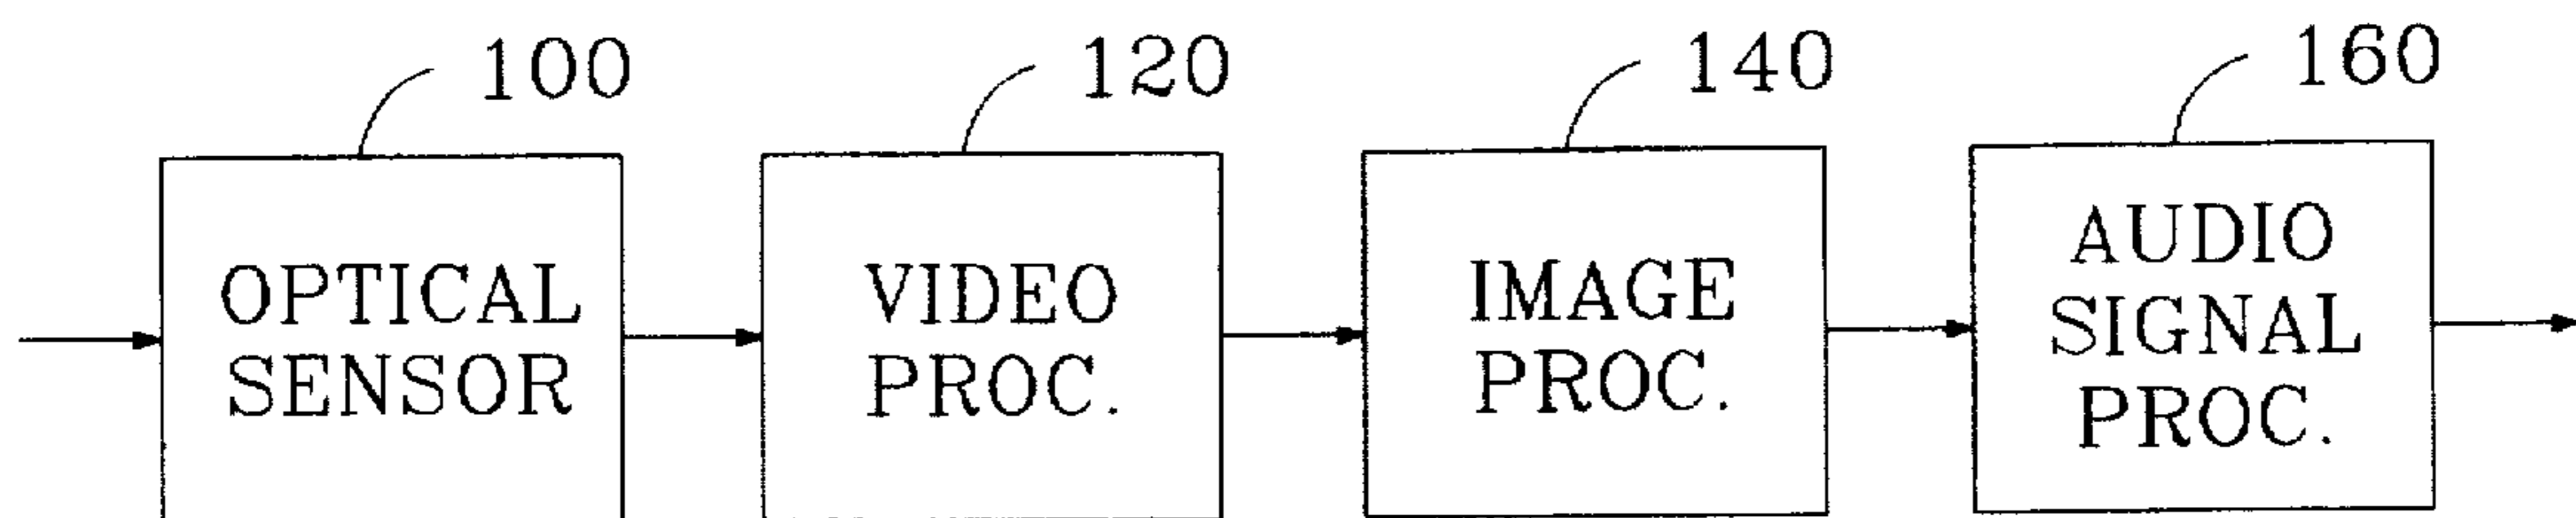 100
120
140
160
OPTICAL
SENSOR
VIDEO
PROC.
IMAGE
PROC.
AUDIO
SIGNAL
PROC.